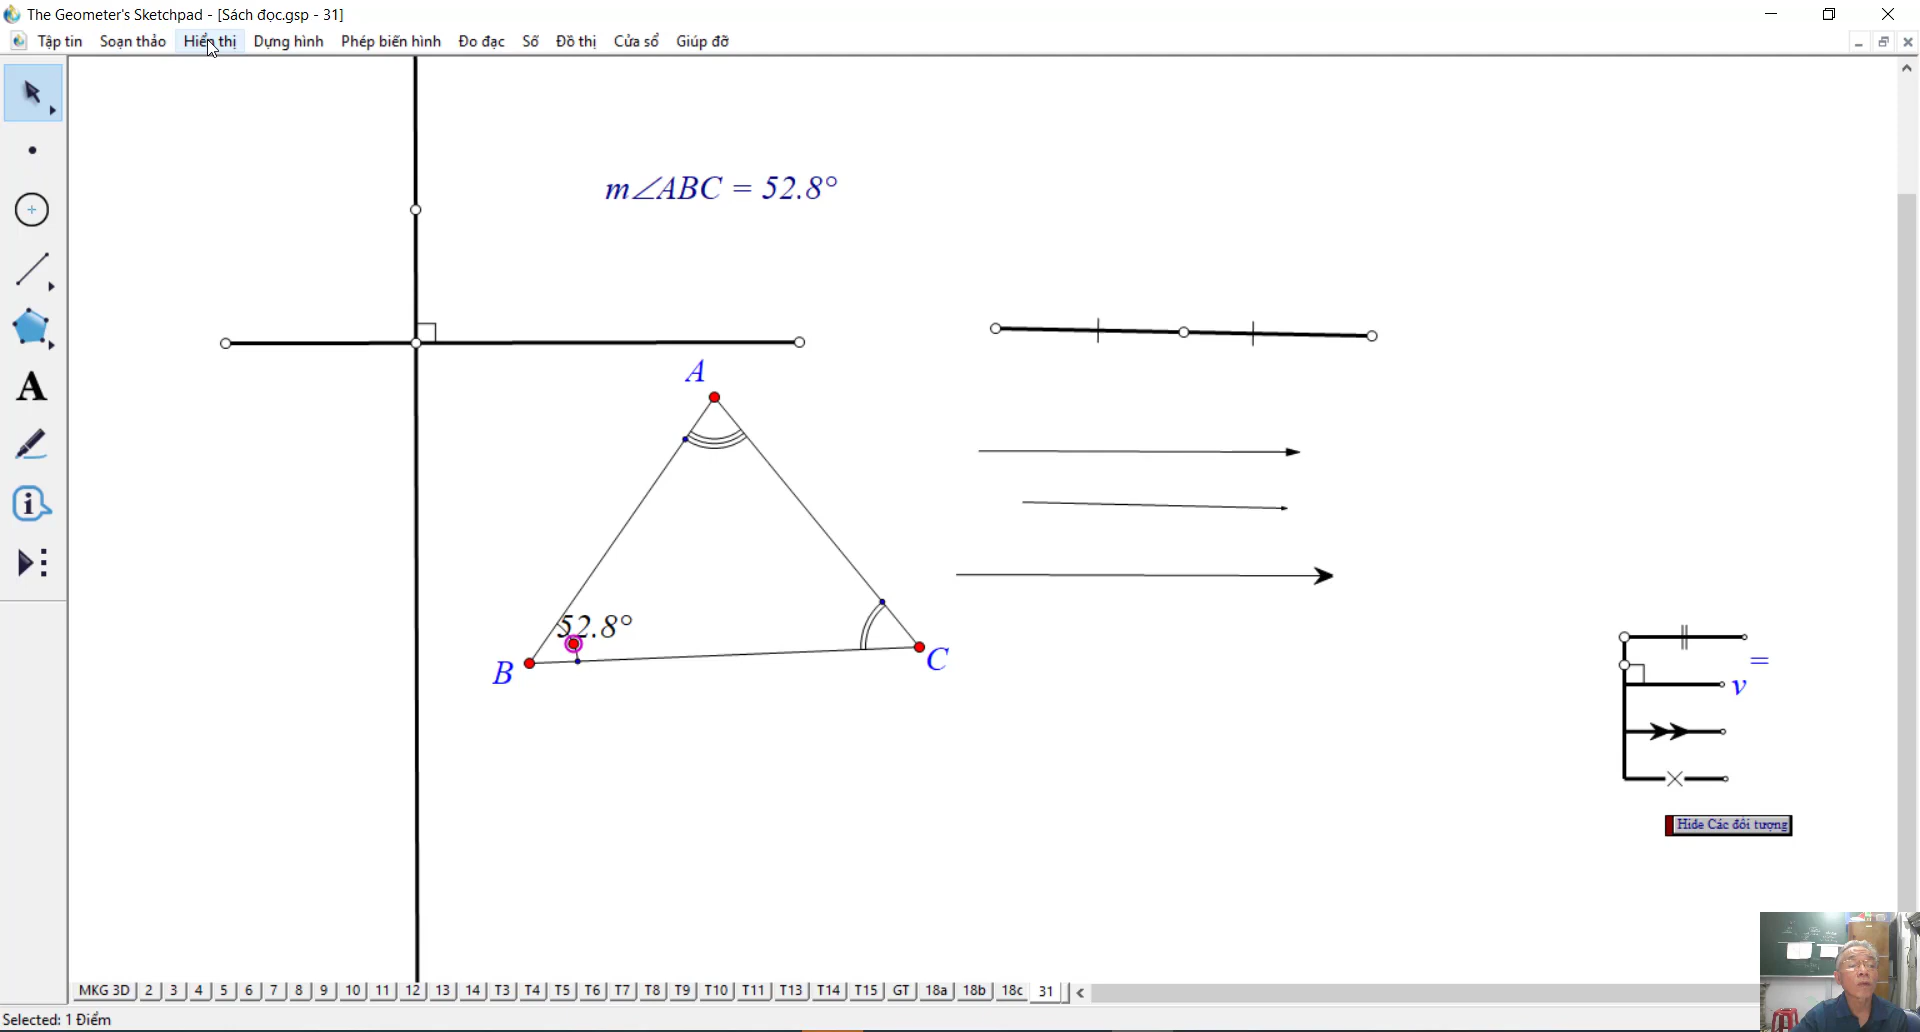 The Geometer's Sketchpad - [Sách đọc.gsp - 31]
Tập tin Soạn thảo Hiển thị Dựng hình Phép biến hình Đo đạc Số Đồ thị Cửa sổ Giúp đỡ
m∠ABC = 52.8°
A
A
52.8°
B
C
=
v
Hide Các đối tượng
MKG 3D 2 3 4 5 6 7 8 9 10 11 12 13 14 T3 T4 T5 T6 T7 T8 T9 T10 T11 T13 T14 T15 GT 18a 18b 18c 31
Selected: 1 Điểm